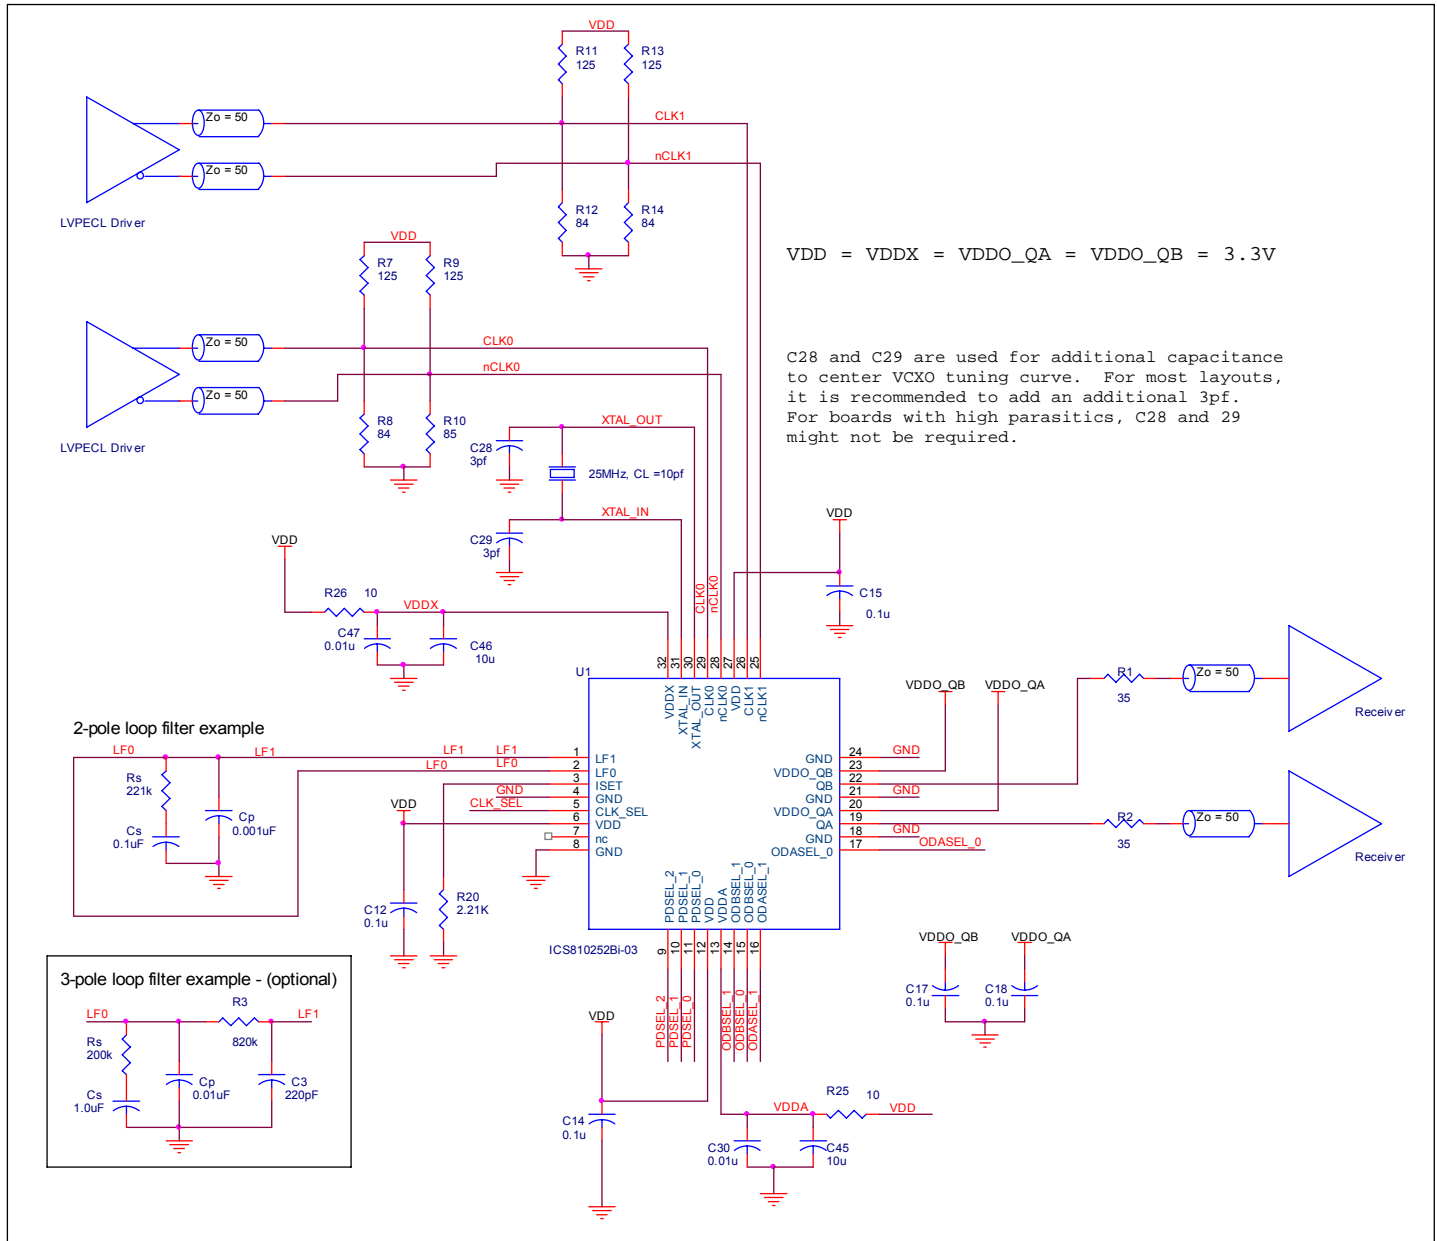 VDD
R11
125
R13
125
Zo = 50
CLK1
Zo = 50
nCLK1
LVPECL Driver
R12
84
R14
84
VDD
R7
125
R9
125
VDD = VDDX = VDDO_QA = VDDO_QB = 3.3V
Zo = 50
CLK0
Zo = 50
nCLK0
LVPECL Driver
R8
84
R10
85
C28 and C29 are used for additional capacitance
to center VCXO tuning curve. For most layouts,
it is recommended to add an additional 3pf.
For boards with high parasitics, C28 and 29
might not be required.
XTAL_OUT
C28
3pf
25MHz, CL =10pf
XTAL_IN
C29
3pf
VDD
R26 10
VDDX
C47
0.01u
C46
10u
CLK0
nCLK0
VDD
C15
0.1u
U1
32 31 30 29 28 27 26 25
VDDX
XTAL_IN
XTAL_OUT
CLK0
nCLK0
VDD
CLK1
nCLK1
VDDO_QB
VDDO_QA
R1
35
Zo = 50
Receiver
2-pole loop filter example
LF0
LF1
LF1
LF1
LF0
LF0
Rs
221k
Cs
0.1uF
Cp
0.001uF
GND
CLK_SEL
VDD
1 LF1
2 LF0
3 ISET
4 GND
5 CLK_SEL
6 VDD
7 nc
8 GND
GND 24 GND
VDDO_QB 23
QB 22
GND 21 GND
VDDO_QA 20
QA 19
GND 18 GND
ODASEL_0 17 ODASEL_0
R2
35
Zo = 50
Receiver
C12
0.1u
R20
2.21K
PDSEL_2
PDSEL_1
PDSEL_0
VDD
VDDA
ODBSEL_1
ODBSEL_0
ODASEL_1
ICS810252Bi-03
9 10 11 12 13 14 15 16
PDSEL_2
PDSEL_1
PDSEL_0
ODBSEL_1
ODBSEL_0
ODASEL_1
VDDO_QB
VDDO_QA
C17
0.1u
C18
0.1u
3-pole loop filter example - (optional)
LF0
R3
820k
LF1
Rs
200k
Cs
1.0uF
Cp
0.01uF
C3
220pF
VDD
C14
0.1u
VDDA
R25
10
VDD
C30
0.01u
C45
10u